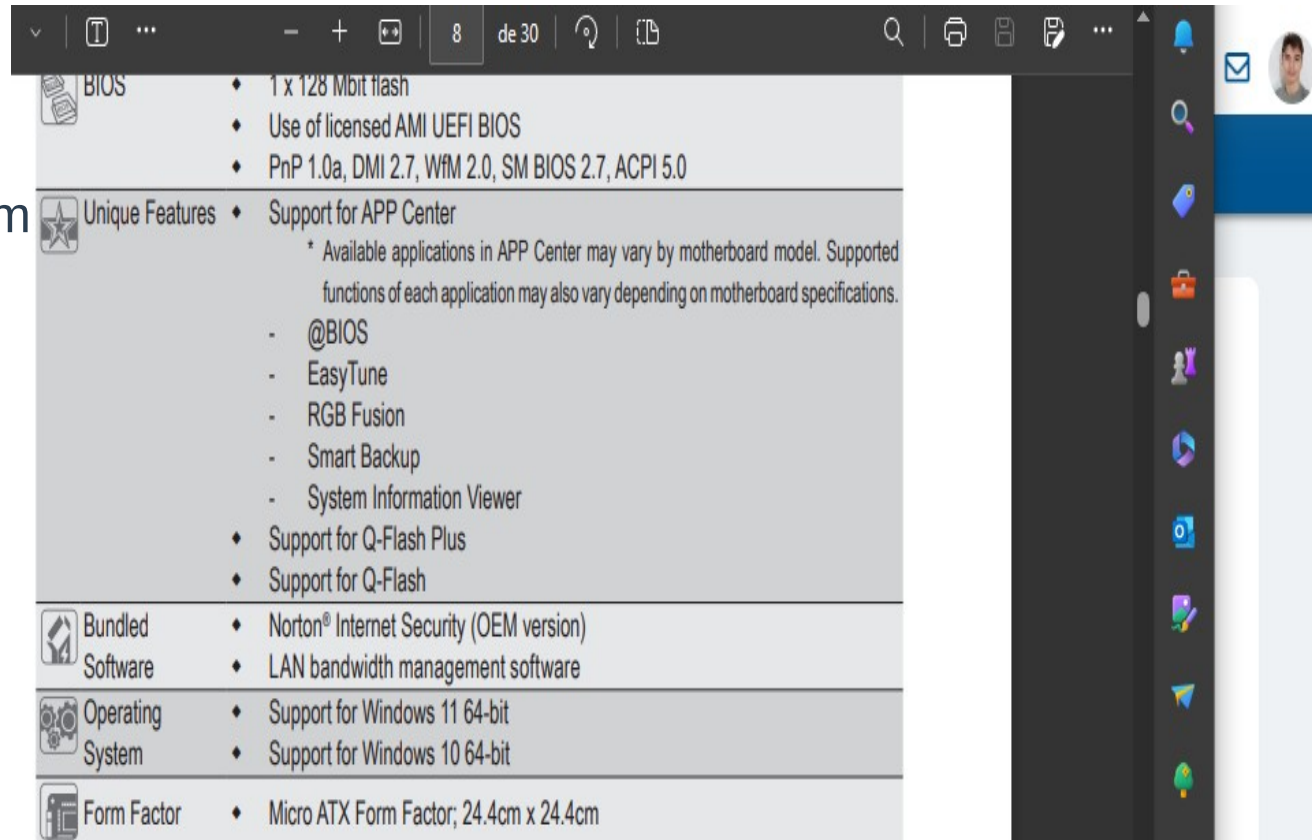 8 de 30
BIOS ♦ 1 x 128 Mbit flash
♦ Use of licensed AMI UEFI BIOS
♦ PnP 1.0a, DMI 2.7, WfM 2.0, SM BIOS 2.7, ACPI 5.0
m
Unique Features ♦ Support for APP Center
* Available applications in APP Center may vary by motherboard model. Supported
functions of each application may also vary depending on motherboard specifications.
- @BIOS
- EasyTune
- RGB Fusion
- Smart Backup
- System Information Viewer
♦ Support for Q-Flash Plus
♦ Support for Q-Flash
Bundled ♦ Norton® Internet Security (OEM version)
Software ♦ LAN bandwidth management software
Operating ♦ Support for Windows 11 64-bit
System ♦ Support for Windows 10 64-bit
Form Factor ♦ Micro ATX Form Factor; 24.4cm x 24.4cm